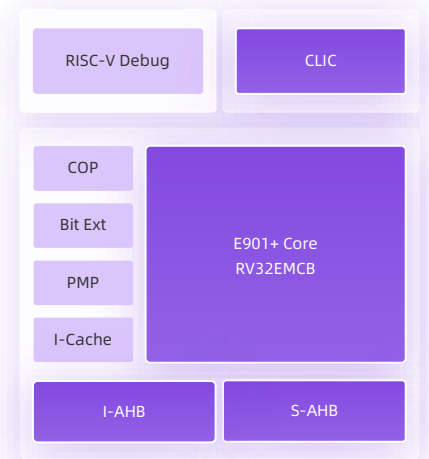 RISC-V Debug
CLIC
COP
Bit Ext
PMP
I-Cache
E901+ Core
RV32EMCB
I-AHB
S-AHB